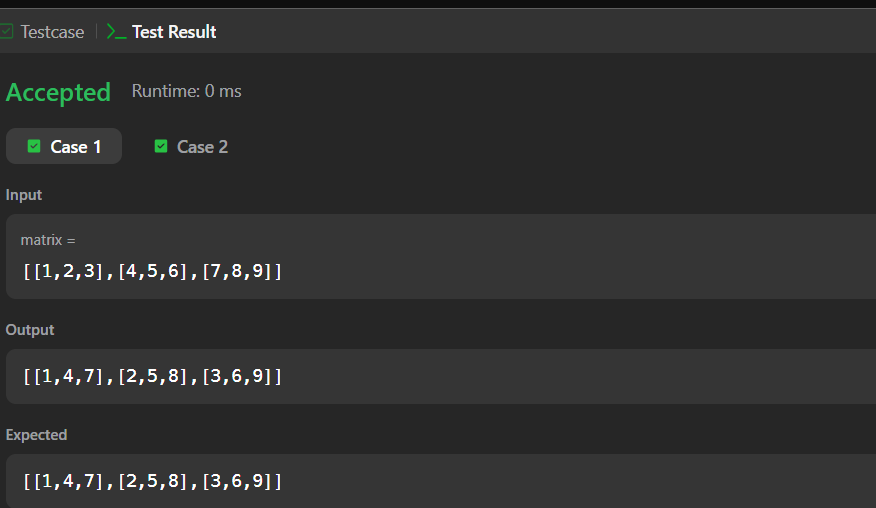 Testcase | >_ Test Result
Accepted Runtime: 0 ms
Case 1 Case 2
Input
matrix =
[[1,2,3],[4,5,6],[7,8,9]]
Output
[[1,4,7],[2,5,8],[3,6,9]]
Expected
[[1,4,7],[2,5,8],[3,6,9]]